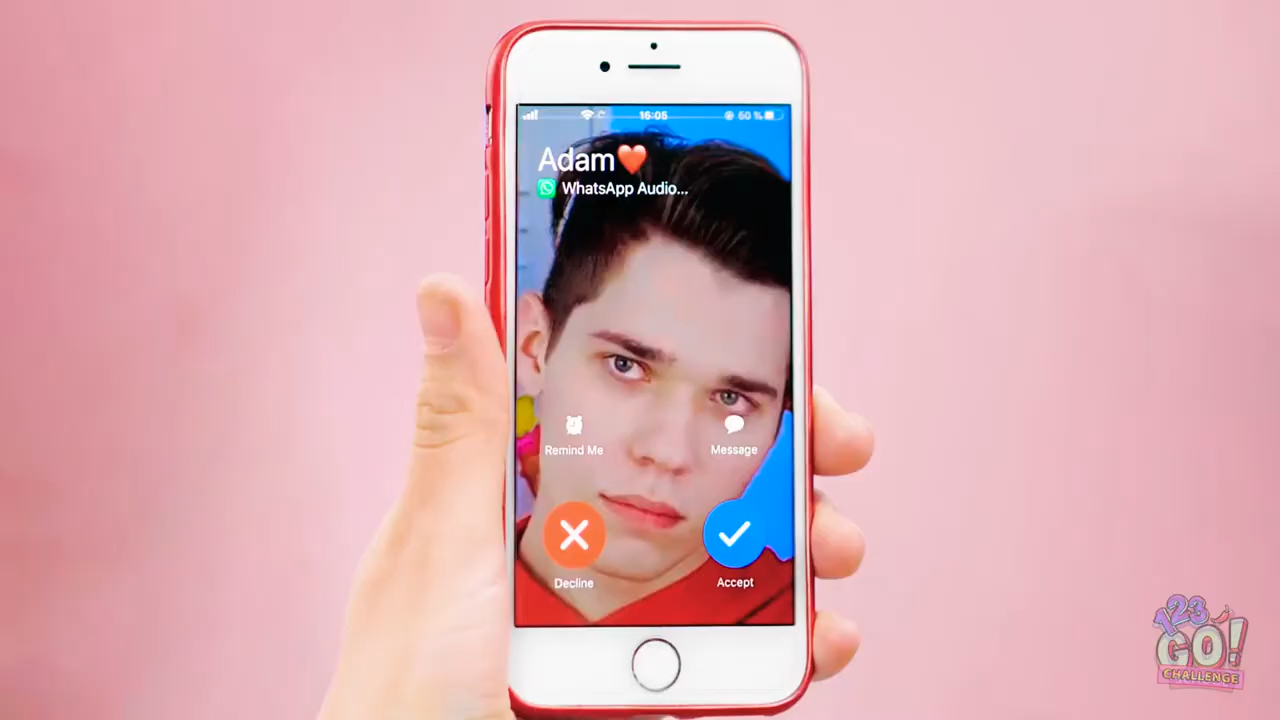 16:05
60 %
Adam❤️
WhatsApp Audio...
Remind Me
Message
Decline
Accept
123
GO!
CHALLENGE